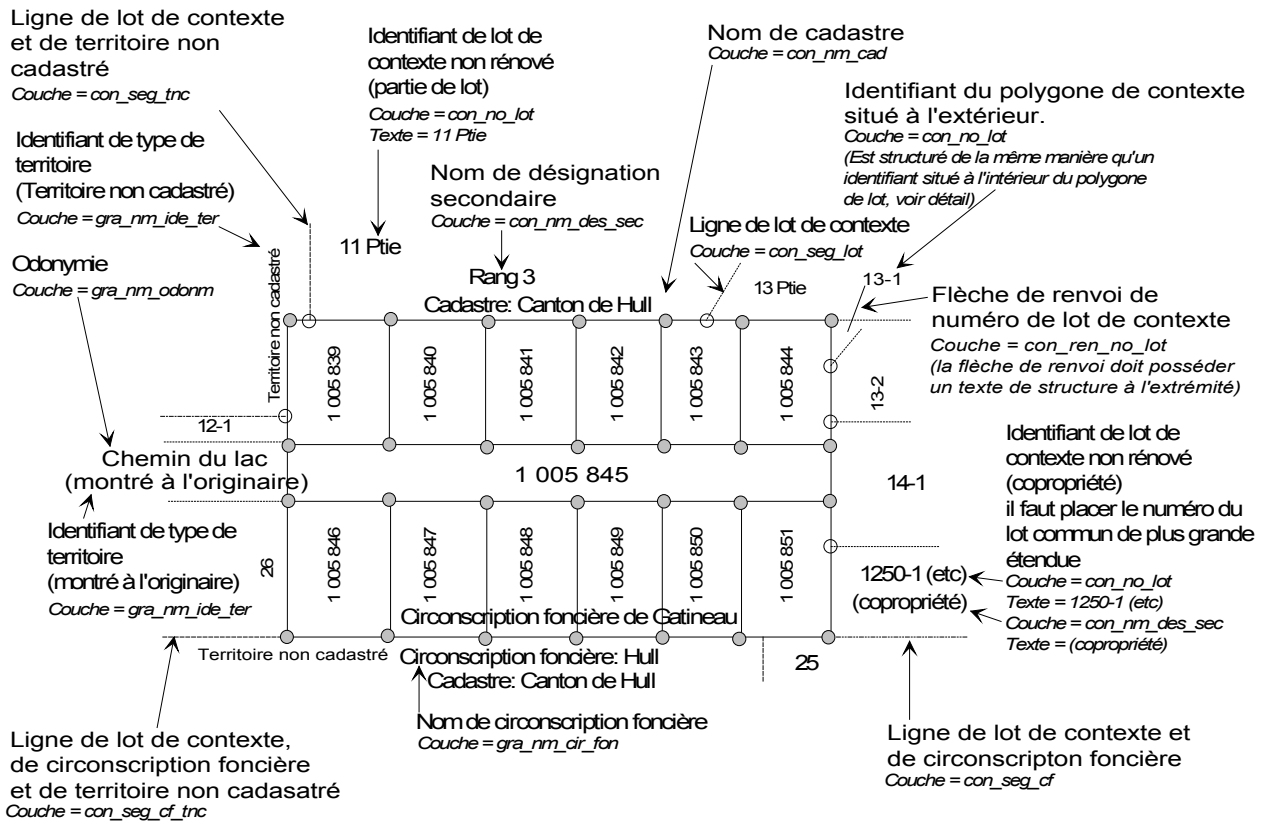 Ligne de lot de contexte
et de territoire non
cadastré
Couche = con_seg_tnc
Identifiant de lot de
contexte non rénové
(partie de lot)
Couche = con_no_lot
Texte = 11 Ptie
Nom de cadastre
Couche = con_nm_cad
Identifiant du polygone de contexte
situé à l'extérieur.
Couche = con_no_lot
(Est structuré de la même manière qu'un
identifiant situé à l'intérieur du polygone
de lot, voir détail)
Identifiant de type de
territoire
(Territoire non cadastré)
Couche = gra_nm_ide_ter
Nom de désignation
secondaire
Couche = con_nm_des_sec
Ligne de lot de contexte
Couche = con_seg_lot
Odonymie
Couche = gra_nm_odonm
Territoire non cadastré
11 Ptie
Rang 3
Cadastre: Canton de Hull
13 Ptie
13-1
Flèche de renvoi de
numéro de lot de contexte
Couche = con_ren_no_lot
(la flèche de renvoi doit posséder
un texte de structure à l'extrémité)
1 005 839
1 005 840
1 005 841
1 005 842
1 005 843
1 005 844
13-2
12-1
Chemin du lac
(montré à l'originaire)
1 005 845
14-1
Identifiant de lot de
contexte non rénové
(copropriété)
il faut placer le numéro du
lot commun de plus grande
étendue
Couche = con_no_lot
Texte = 1250-1 (etc)
Couche = con_nm_des_sec
Texte = (copropriété)
Identifiant de type de
territoire
(montré à l'originaire)
Couche = gra_nm_ide_ter
26
1 005 846
1 005 847
1 005 848
1 005 849
1 005 850
1 005 851
1250-1 (etc)
(copropriété)
Circonscription foncière de Gatineau
Territoire non cadastré
Circonscription foncière: Hull
Cadastre: Canton de Hull
25
Nom de circonscription foncière
Couche = gra_nm_cir_fon
Ligne de lot de contexte,
de circonscription foncière
et de territoire non cadasatré
Couche = con_seg_cf_tnc
Ligne de lot de contexte et
de circonscripton foncière
Couche = con_seg_cf